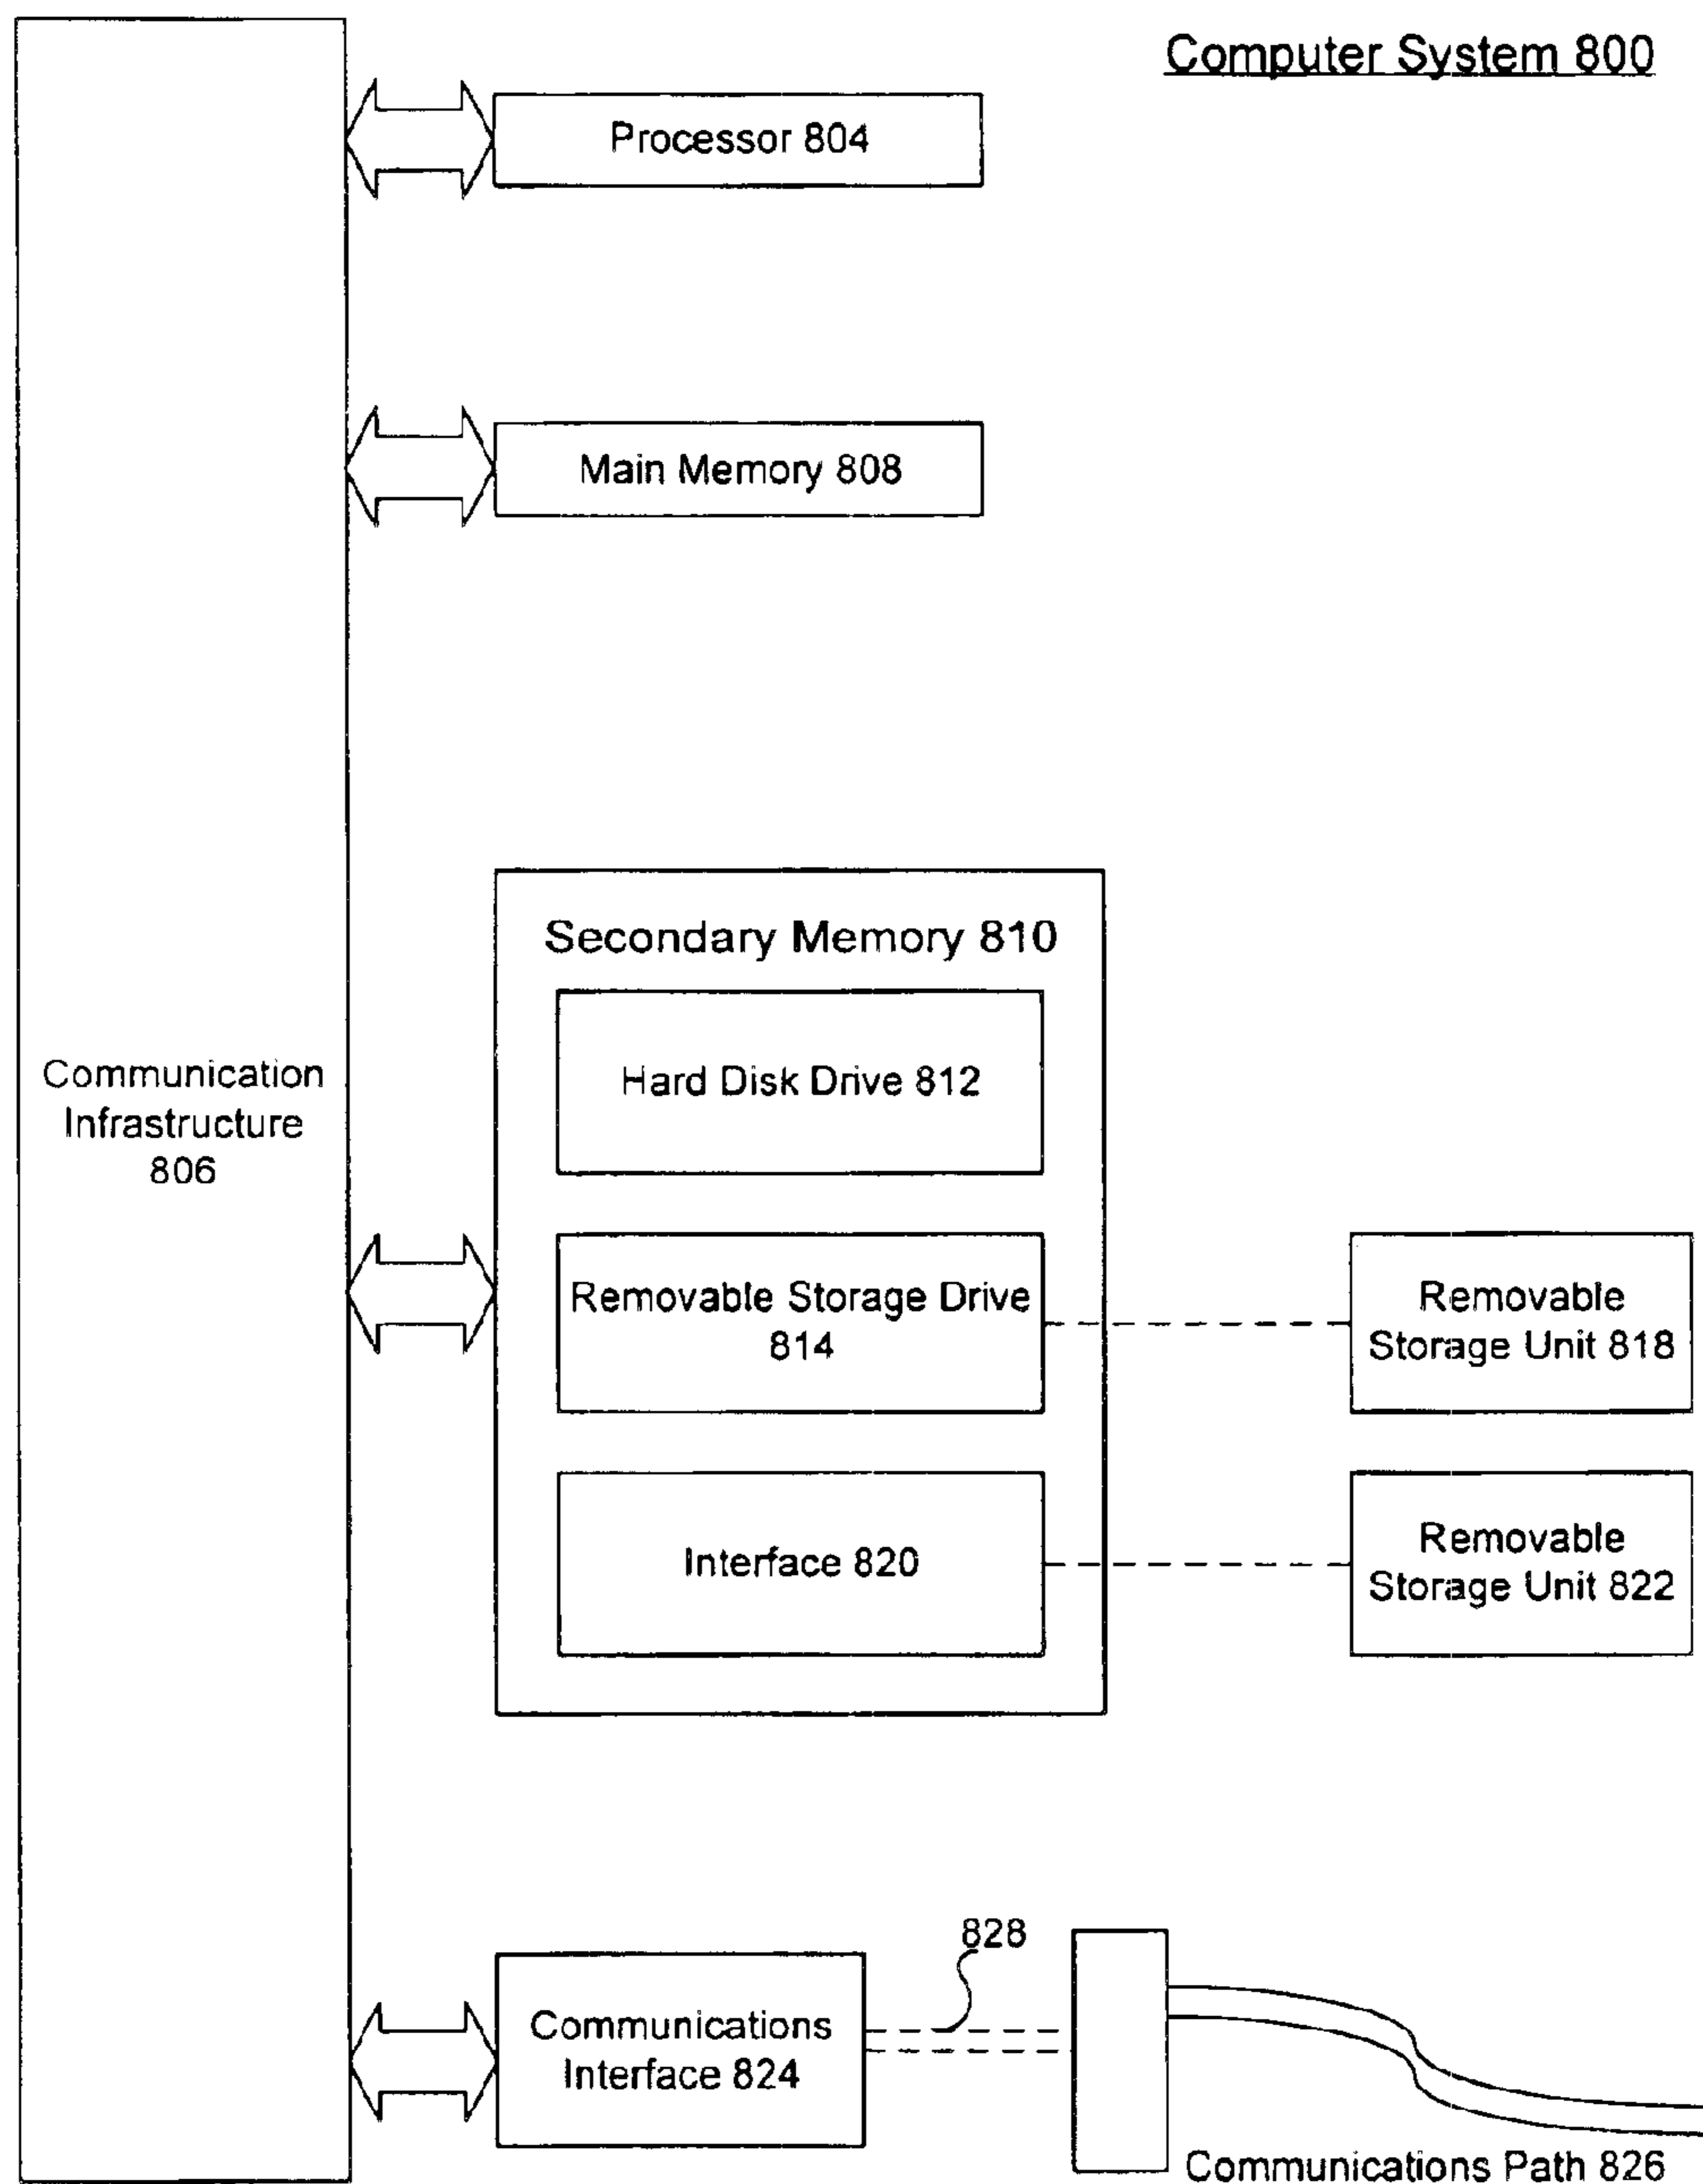 Computer System 800
Processor 804
Main Memory 808
Communication
Infrastructure
806
Secondary Memory 810
Hard Disk Drive 812
Removable Storage Drive
814
Removable
Storage Unit 818
Interface 820
Removable
Storage Unit 822
828
Communications
Interface 824
Communications Path 826